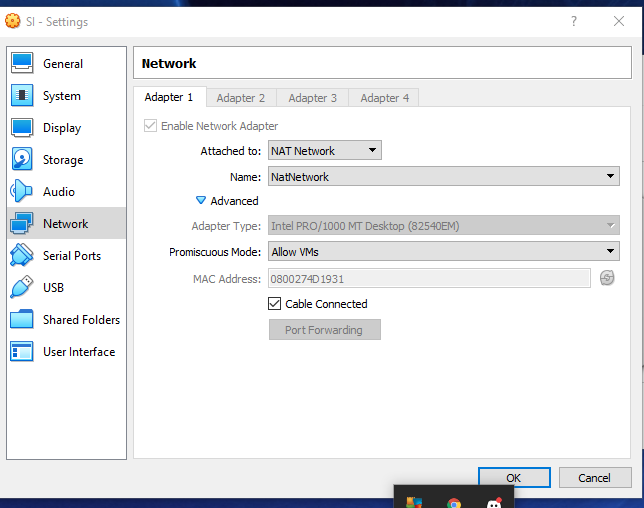 SI - Settings
?
General
System
Display
Storage
Audio
Network
Serial Ports
USB
Shared Folders
User Interface
Network
Adapter 1 Adapter 2 Adapter 3 Adapter 4
Enable Network Adapter
Attached to: NAT Network
Name: NatNetwork
Advanced
Adapter Type: Intel PRO/1000 MT Desktop (82540EM)
Promiscuous Mode: Allow VMs
MAC Address: 0800274D1931
Cable Connected
Port Forwarding
OK Cancel